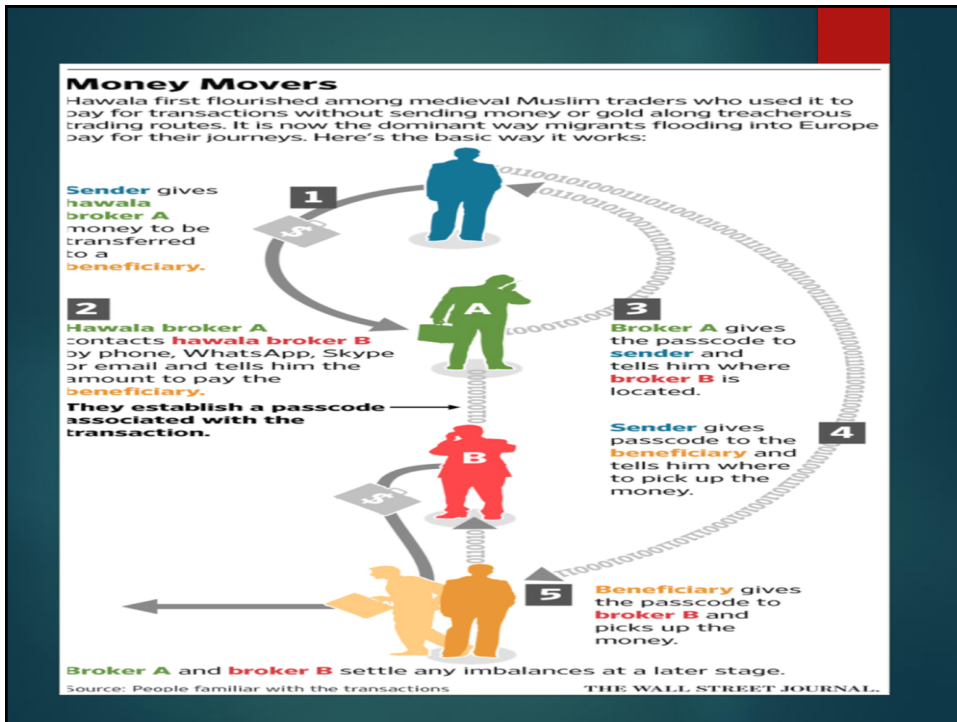 Money Movers
Hawala first flourished among medieval Muslim traders who used it to
pay for transactions without sending money or gold along treacherous
trading routes. It is now the dominant way migrants flooding into Europe
pay for their journeys. Here's the basic way it works:
1
Sender gives
hawala
broker A
money to be
transferred
to a
beneficiary.
$
2
Hawala broker A
contacts hawala broker B
by phone, WhatsApp, Skype
or email and tells him the
amount to pay the
beneficiary.
They establish a passcode
associated with the
transaction.
A
3
Broker A gives
the passcode to
sender and
tells him where
broker B is
located.
4
Sender gives
passcode to the
beneficiary and
tells him where
to pick up the
money.
B
$
5
Beneficiary gives
the passcode to
broker B and
picks up the
money.
Broker A and broker B settle any imbalances at a later stage.
Source: People familiar with the transactions
THE WALL STREET JOURNAL.